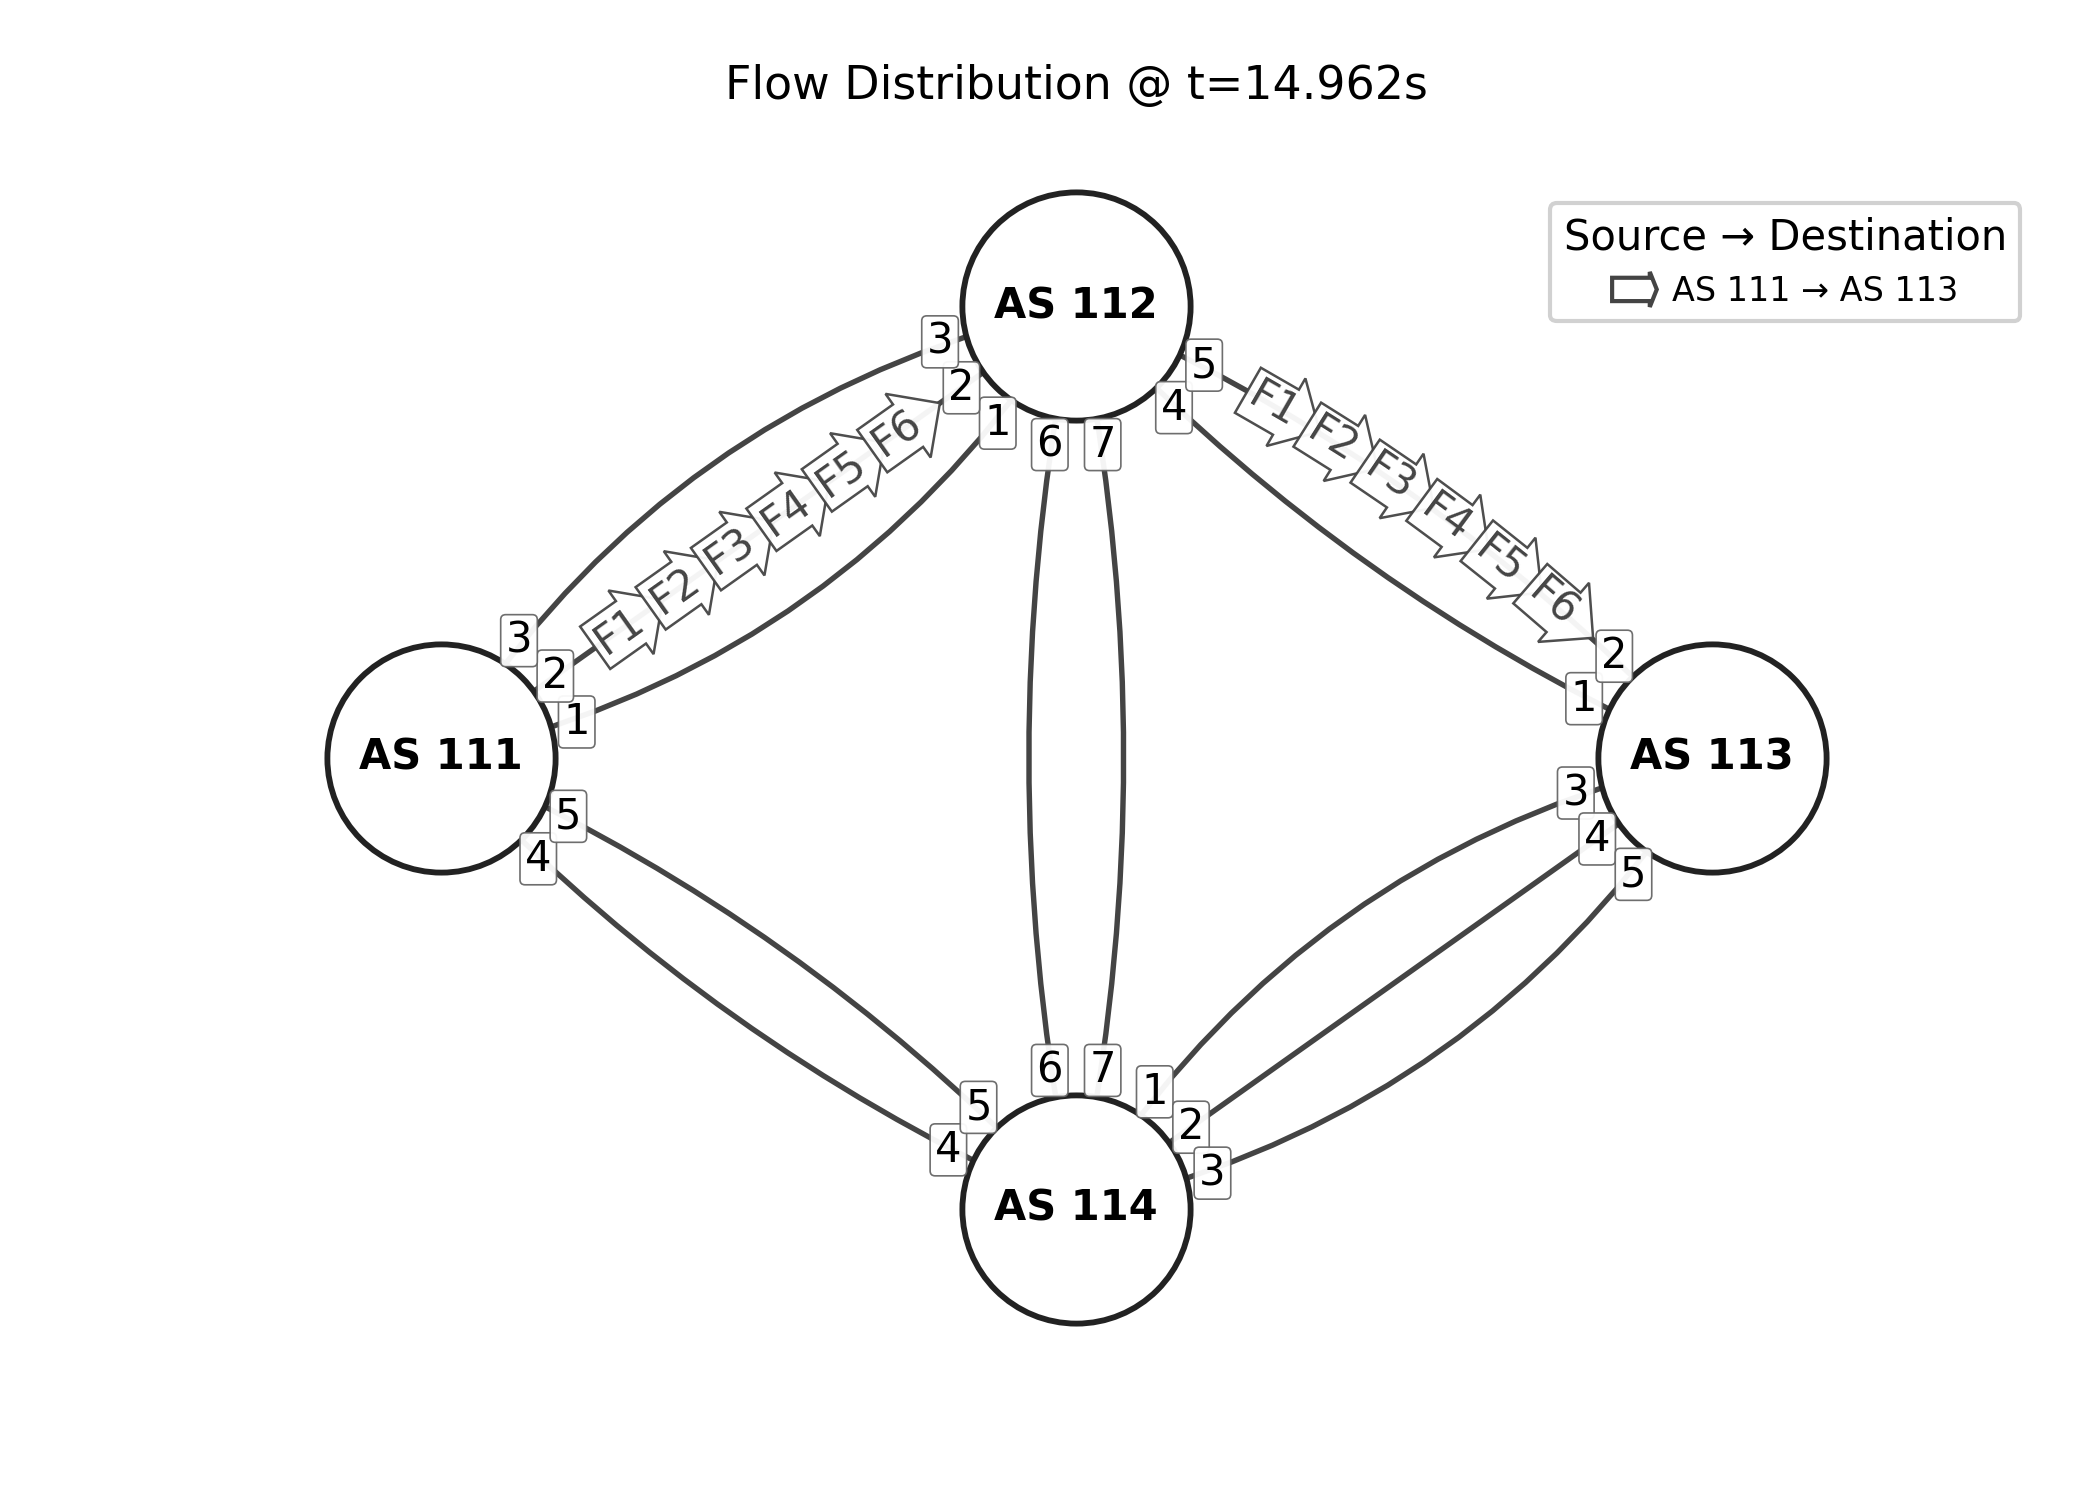 Flow Distribution @ t=14.962s
Source → Destination
AS 111 → AS 113
AS 112
3
2
1
6
7
4
5
F1
F2
F3
F4
F5
F6
F1
F2
F3
F4
F5
F6
3
2
1
AS 111
5
4
2
1
AS 113
3
4
5
6
7
5
4
1
2
3
AS 114